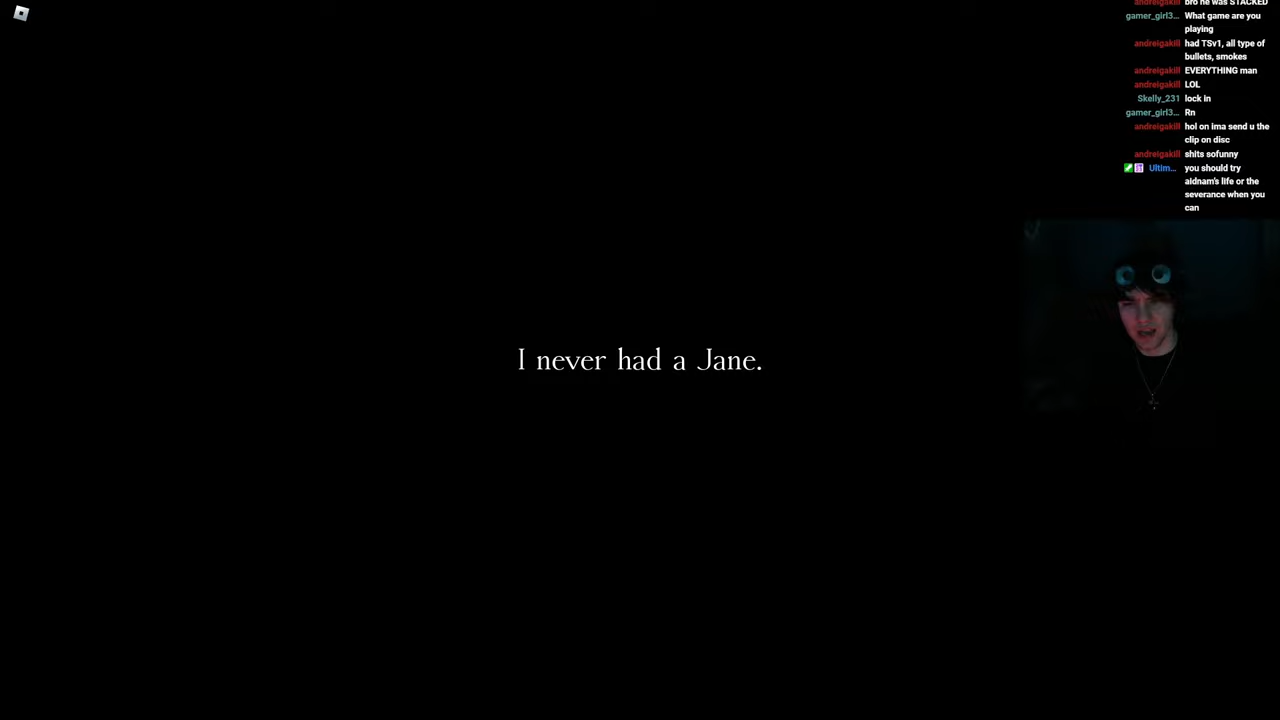 andreigakill bro he was STACKED
gamer_girl3... What game are you
playing
andreigakill had TSv1, all type of
bullets, smokes
andreigakill EVERYTHING man
andreigakill LOL
Skelly_231 lock in
gamer_girl3... Rn
andreigakill hol on ima send u the
clip on disc
andreigakill shits sofunny
Ultim... you should try
aidnam's life or the
severance when you
can
I never had a Jane.